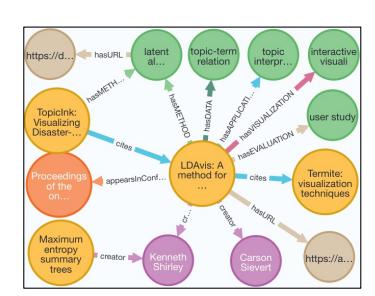 https://d...
hasURL
latent
al...
topic-term
relation
topic
interpr...
interactive
visuali
hasMETH...
hasMETHOD
hasDATA
hasAPPLICATI...
hasVISUALIZATION
TopicInk:
Visualizing
Disaster-...
cites
user study
hasEVALUATION
LDAvis: A
method for
...
Proceedings
of the
on...
appearsInConf...
cites
Termite:
visualization
techniques
cr...
creator
hasURL
Maximum
entropy
summary
trees
creator
Kenneth
Shirley
Carson
Sievert
https://a...